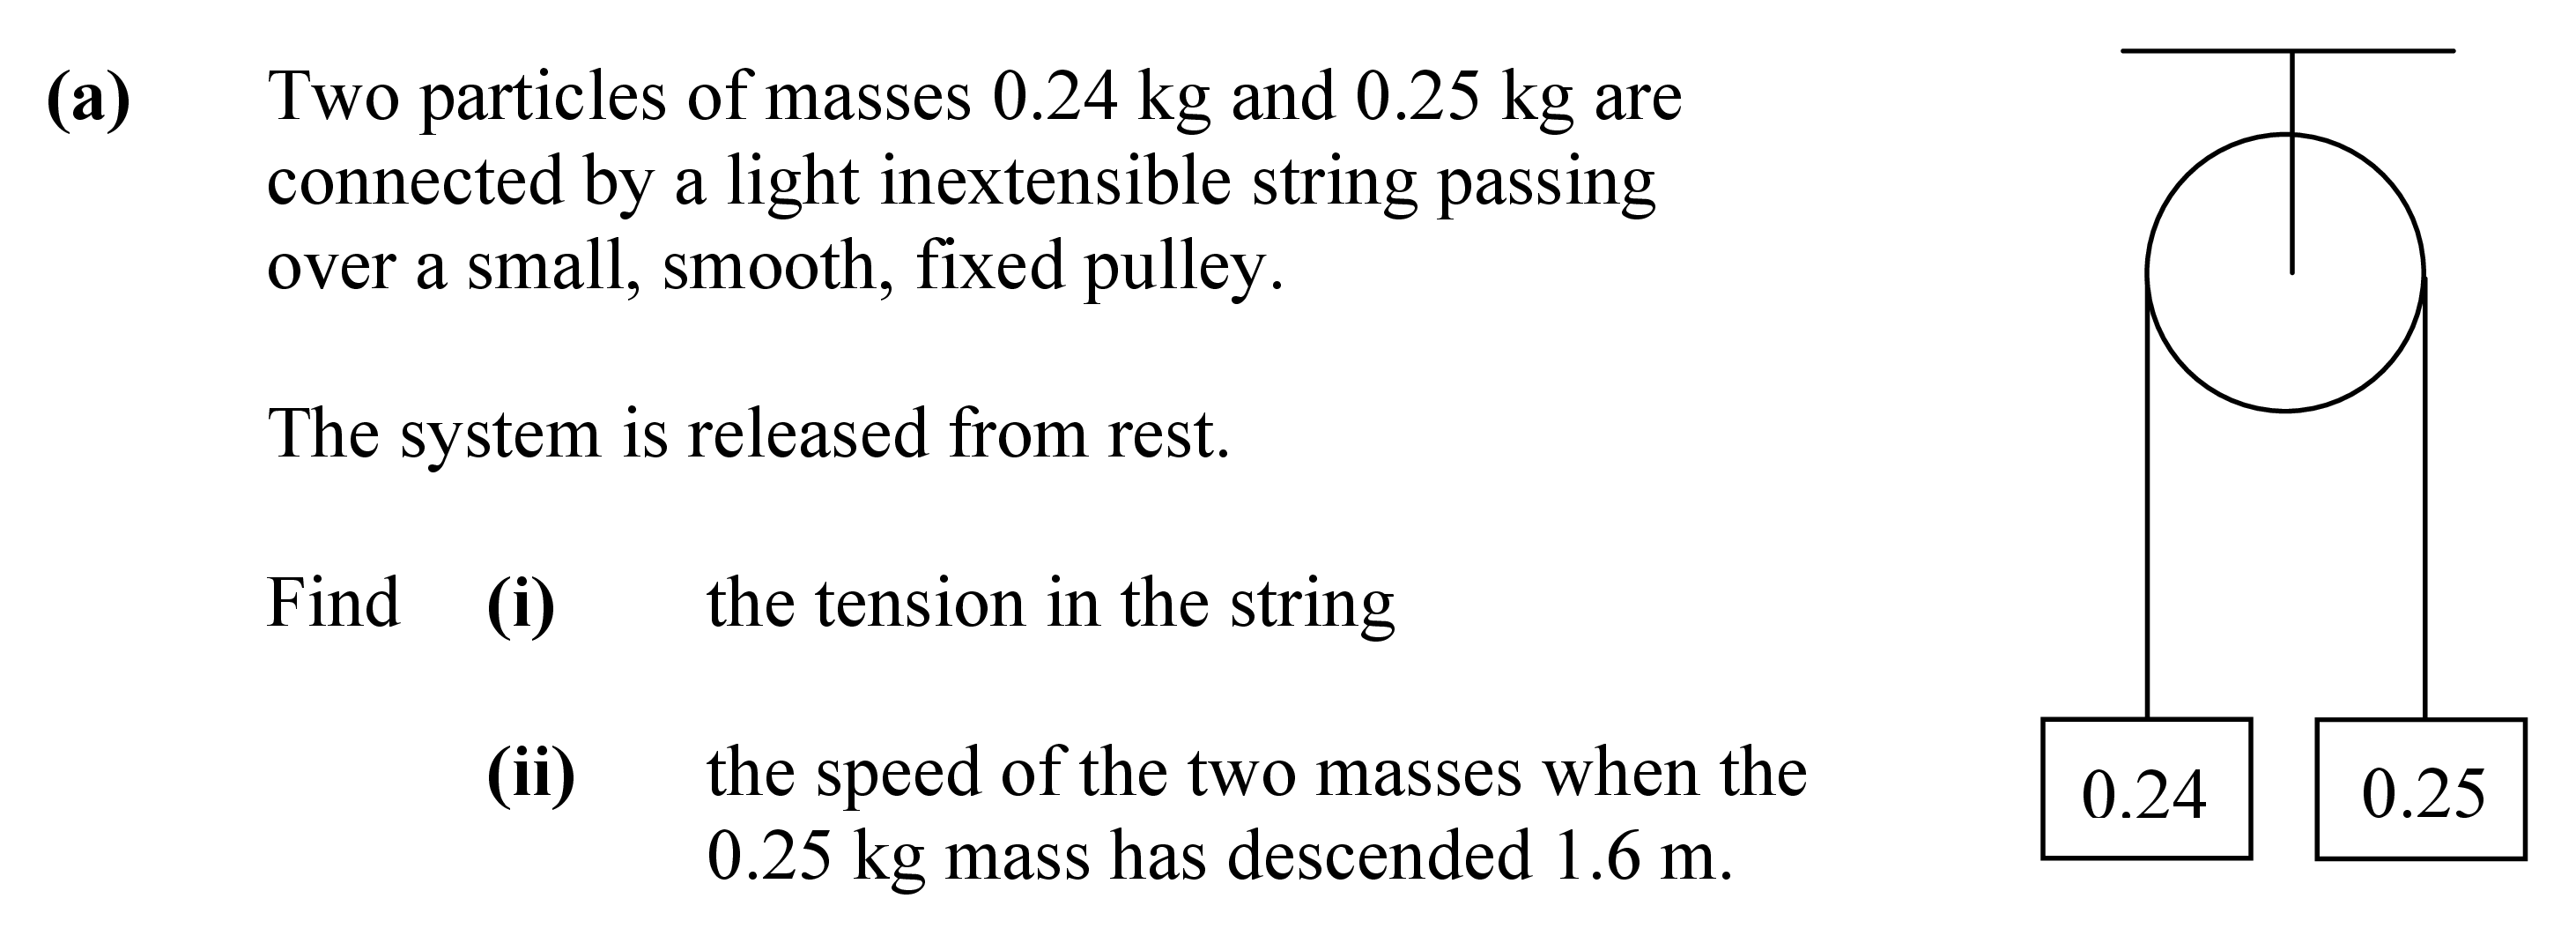 (a) Two particles of masses 0.24 kg and 0.25 kg are
connected by a light inextensible string passing
over a small, smooth, fixed pulley.
The system is released from rest.
Find (i) the tension in the string
(ii) the speed of the two masses when the
0.25 kg mass has descended 1.6 m.
0.24 0.25